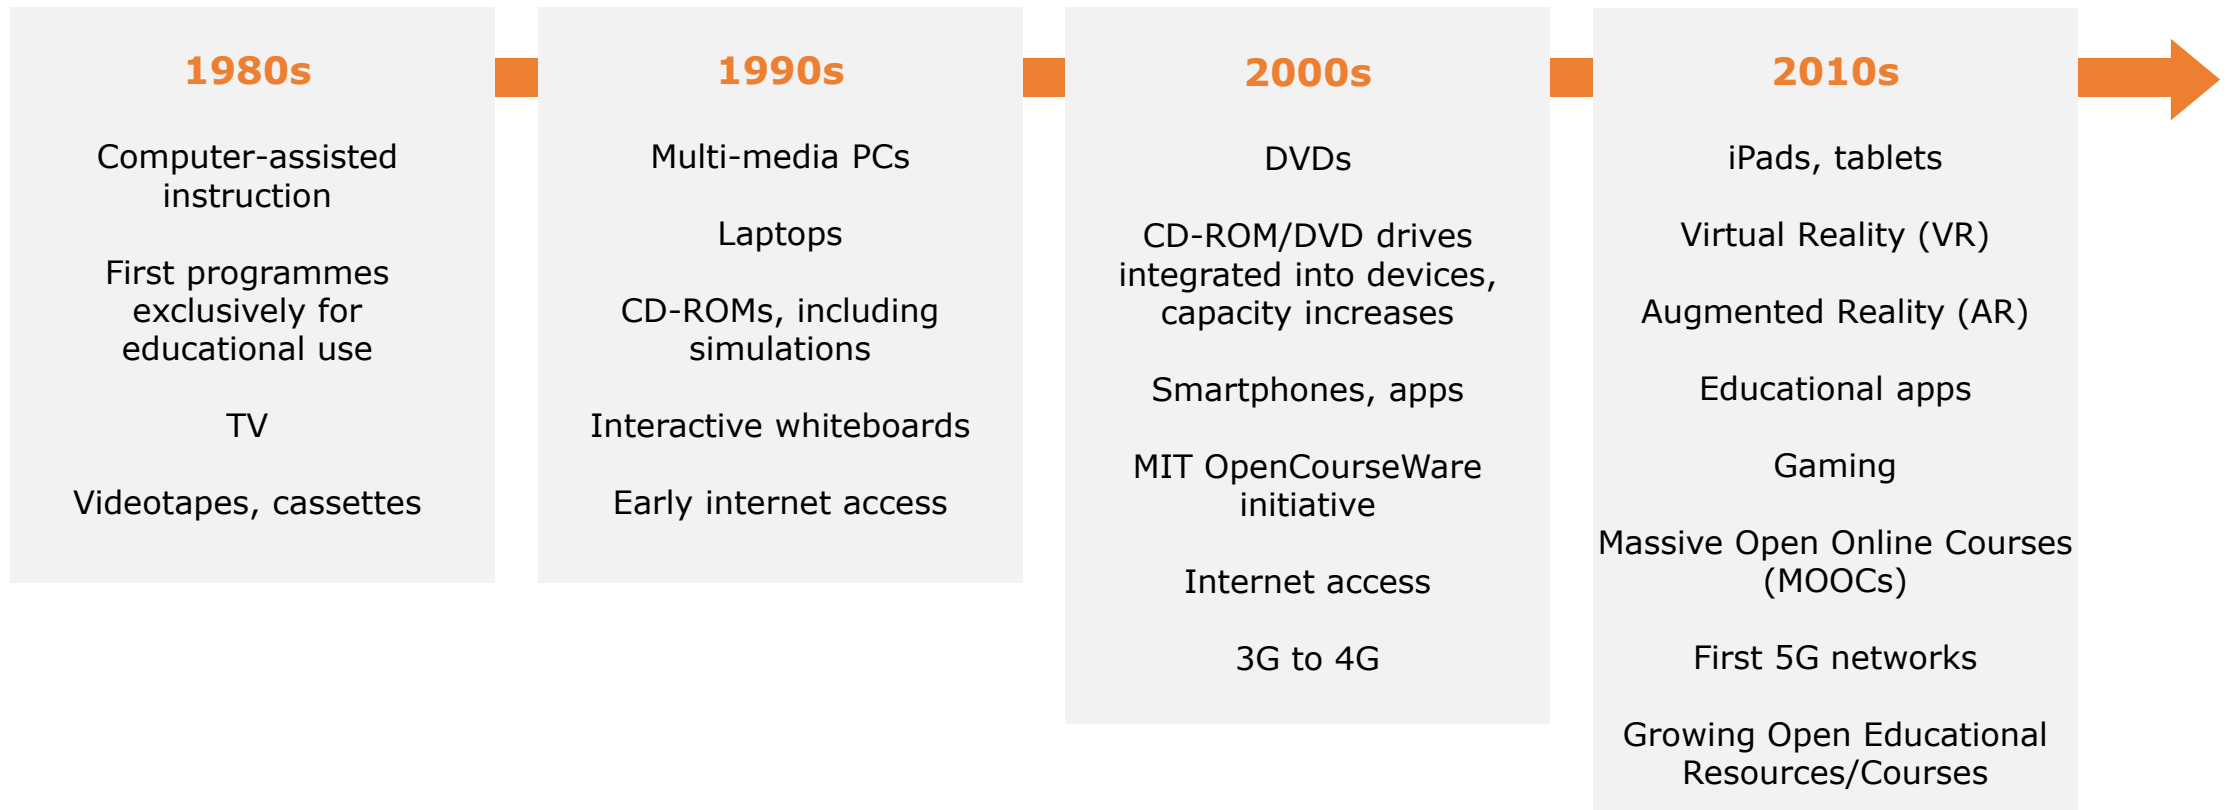 1980s
Computer-assisted
instruction
First programmes
exclusively for
educational use
TV
Videotapes, cassettes
1990s
Multi-media PCs
Laptops
CD-ROMs, including
simulations
Interactive whiteboards
Early internet access
2000s
DVDs
CD-ROM/DVD drives
integrated into devices,
capacity increases
Smartphones, apps
MIT OpenCourseWare
initiative
Internet access
3G to 4G
2010s
iPads, tablets
Virtual Reality (VR)
Augmented Reality (AR)
Educational apps
Gaming
Massive Open Online Courses
(MOOCs)
First 5G networks
Growing Open Educational
Resources/Courses